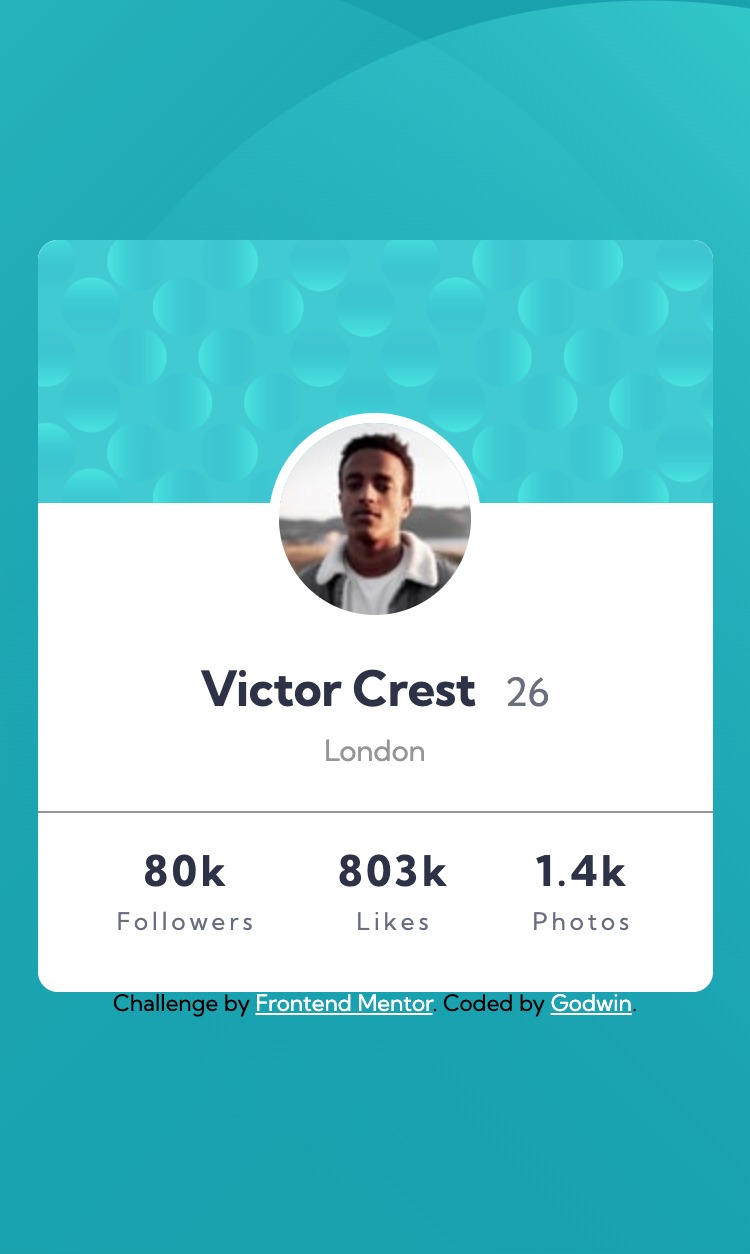 Victor Crest 26
London
80k 803k 1.4k
Followers Likes Photos
Challenge by Frontend Mentor. Coded by Godwin.